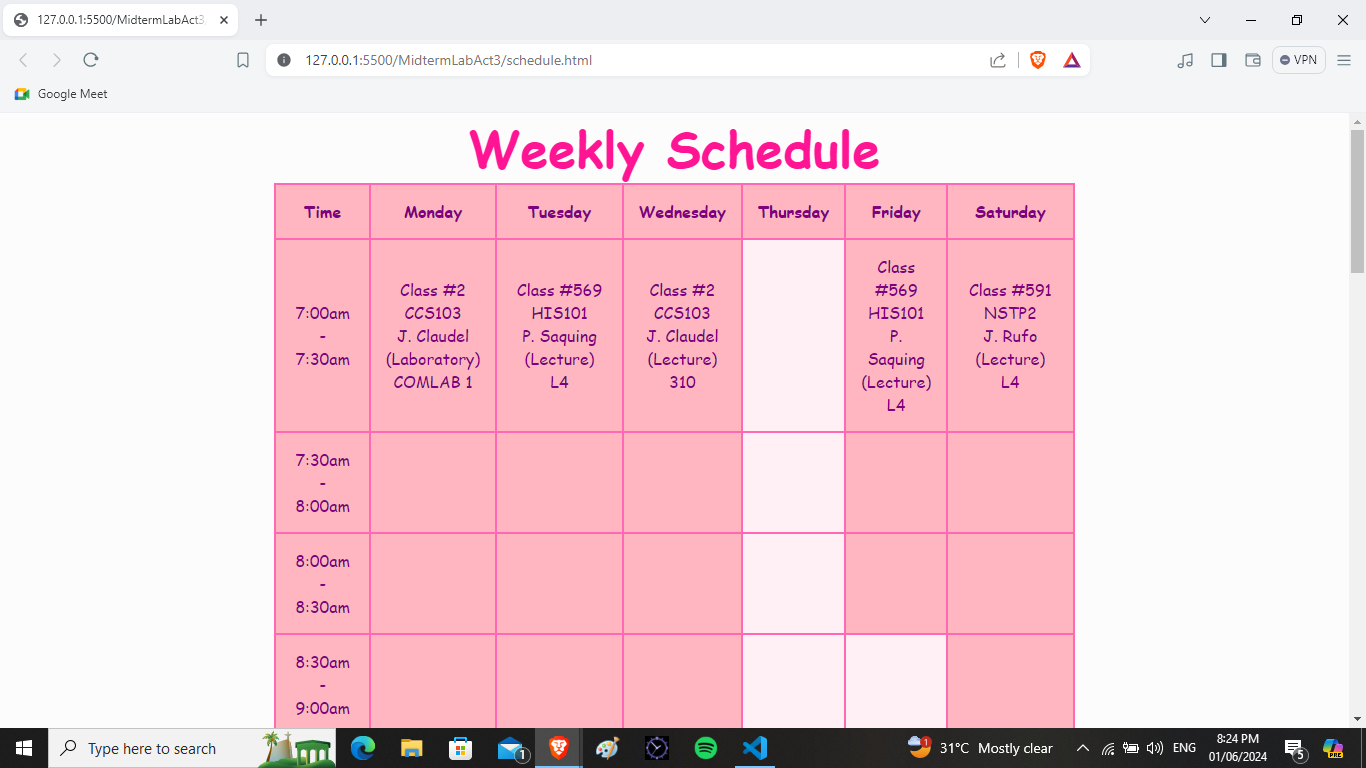 127.0.0.1:5500/MidtermLabAct3
127.0.0.1:5500/MidtermLabAct3/schedule.html
VPN
Google Meet
Weekly Schedule
Time Monday Tuesday Wednesday Thursday Friday Saturday
7:00am
-
7:30am
Class #2
CCS103
J. Claudel
(Laboratory)
COMLAB 1
Class #569
HIS101
P. Saquing
(Lecture)
L4
Class #2
CCS103
J. Claudel
(Lecture)
310
Class
#569
HIS101
P.
Saquing
(Lecture)
L4
Class #591
NSTP2
J. Rufo
(Lecture)
L4
7:30am
-
8:00am
8:00am
-
8:30am
8:30am
-
9:00am
Type here to search
1
1
31°C Mostly clear
ENG
8:24 PM
01/06/2024
5
PRE